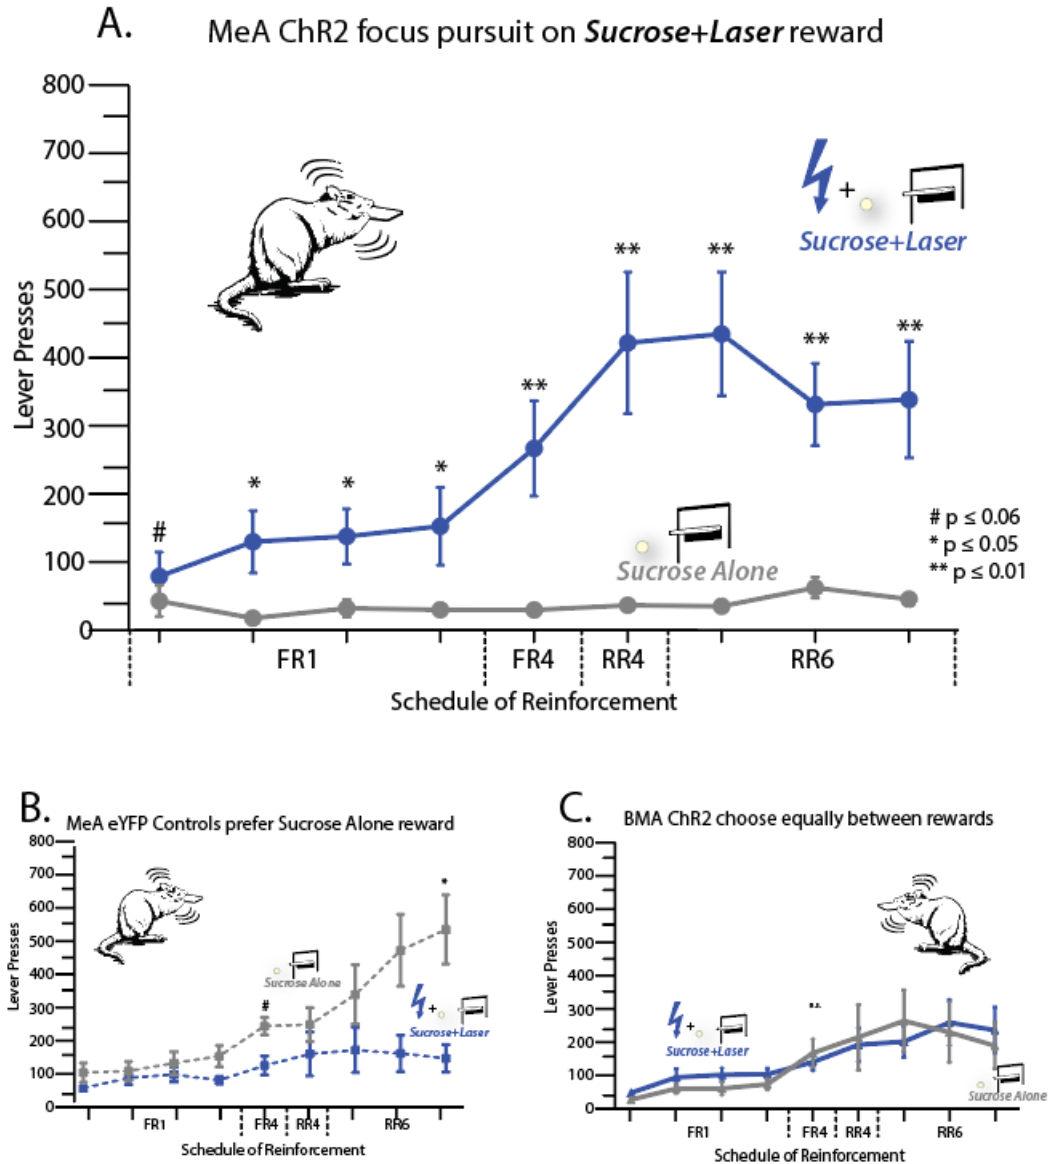 A.
MeA ChR2 focus pursuit on Sucrose+Laser reward
800
700
600
500
400
300
200
100
0
Lever Presses
+
Sucrose+Laser
Sucrose Alone
#
*
*
*
**
**
**
**
**
# p ≤ 0.06
* p ≤ 0.05
** p ≤ 0.01
FR1
FR4
RR4
RR6
Schedule of Reinforcement
B.
MeA eYFP Controls prefer Sucrose Alone reward
800
700
600
500
400
300
200
100
0
Lever Presses
Sucrose Alone
#
*
+
Sucrose+Laser
FR1
FR4
RR4
RR6
Schedule of Reinforcement
C.
BMA ChR2 choose equally between rewards
800
700
600
500
400
300
200
100
0
Lever Presses
+
Sucrose+Laser
n.s.
Sucrose Alone
FR1
FR4
RR4
RR6
Schedule of Reinforcement